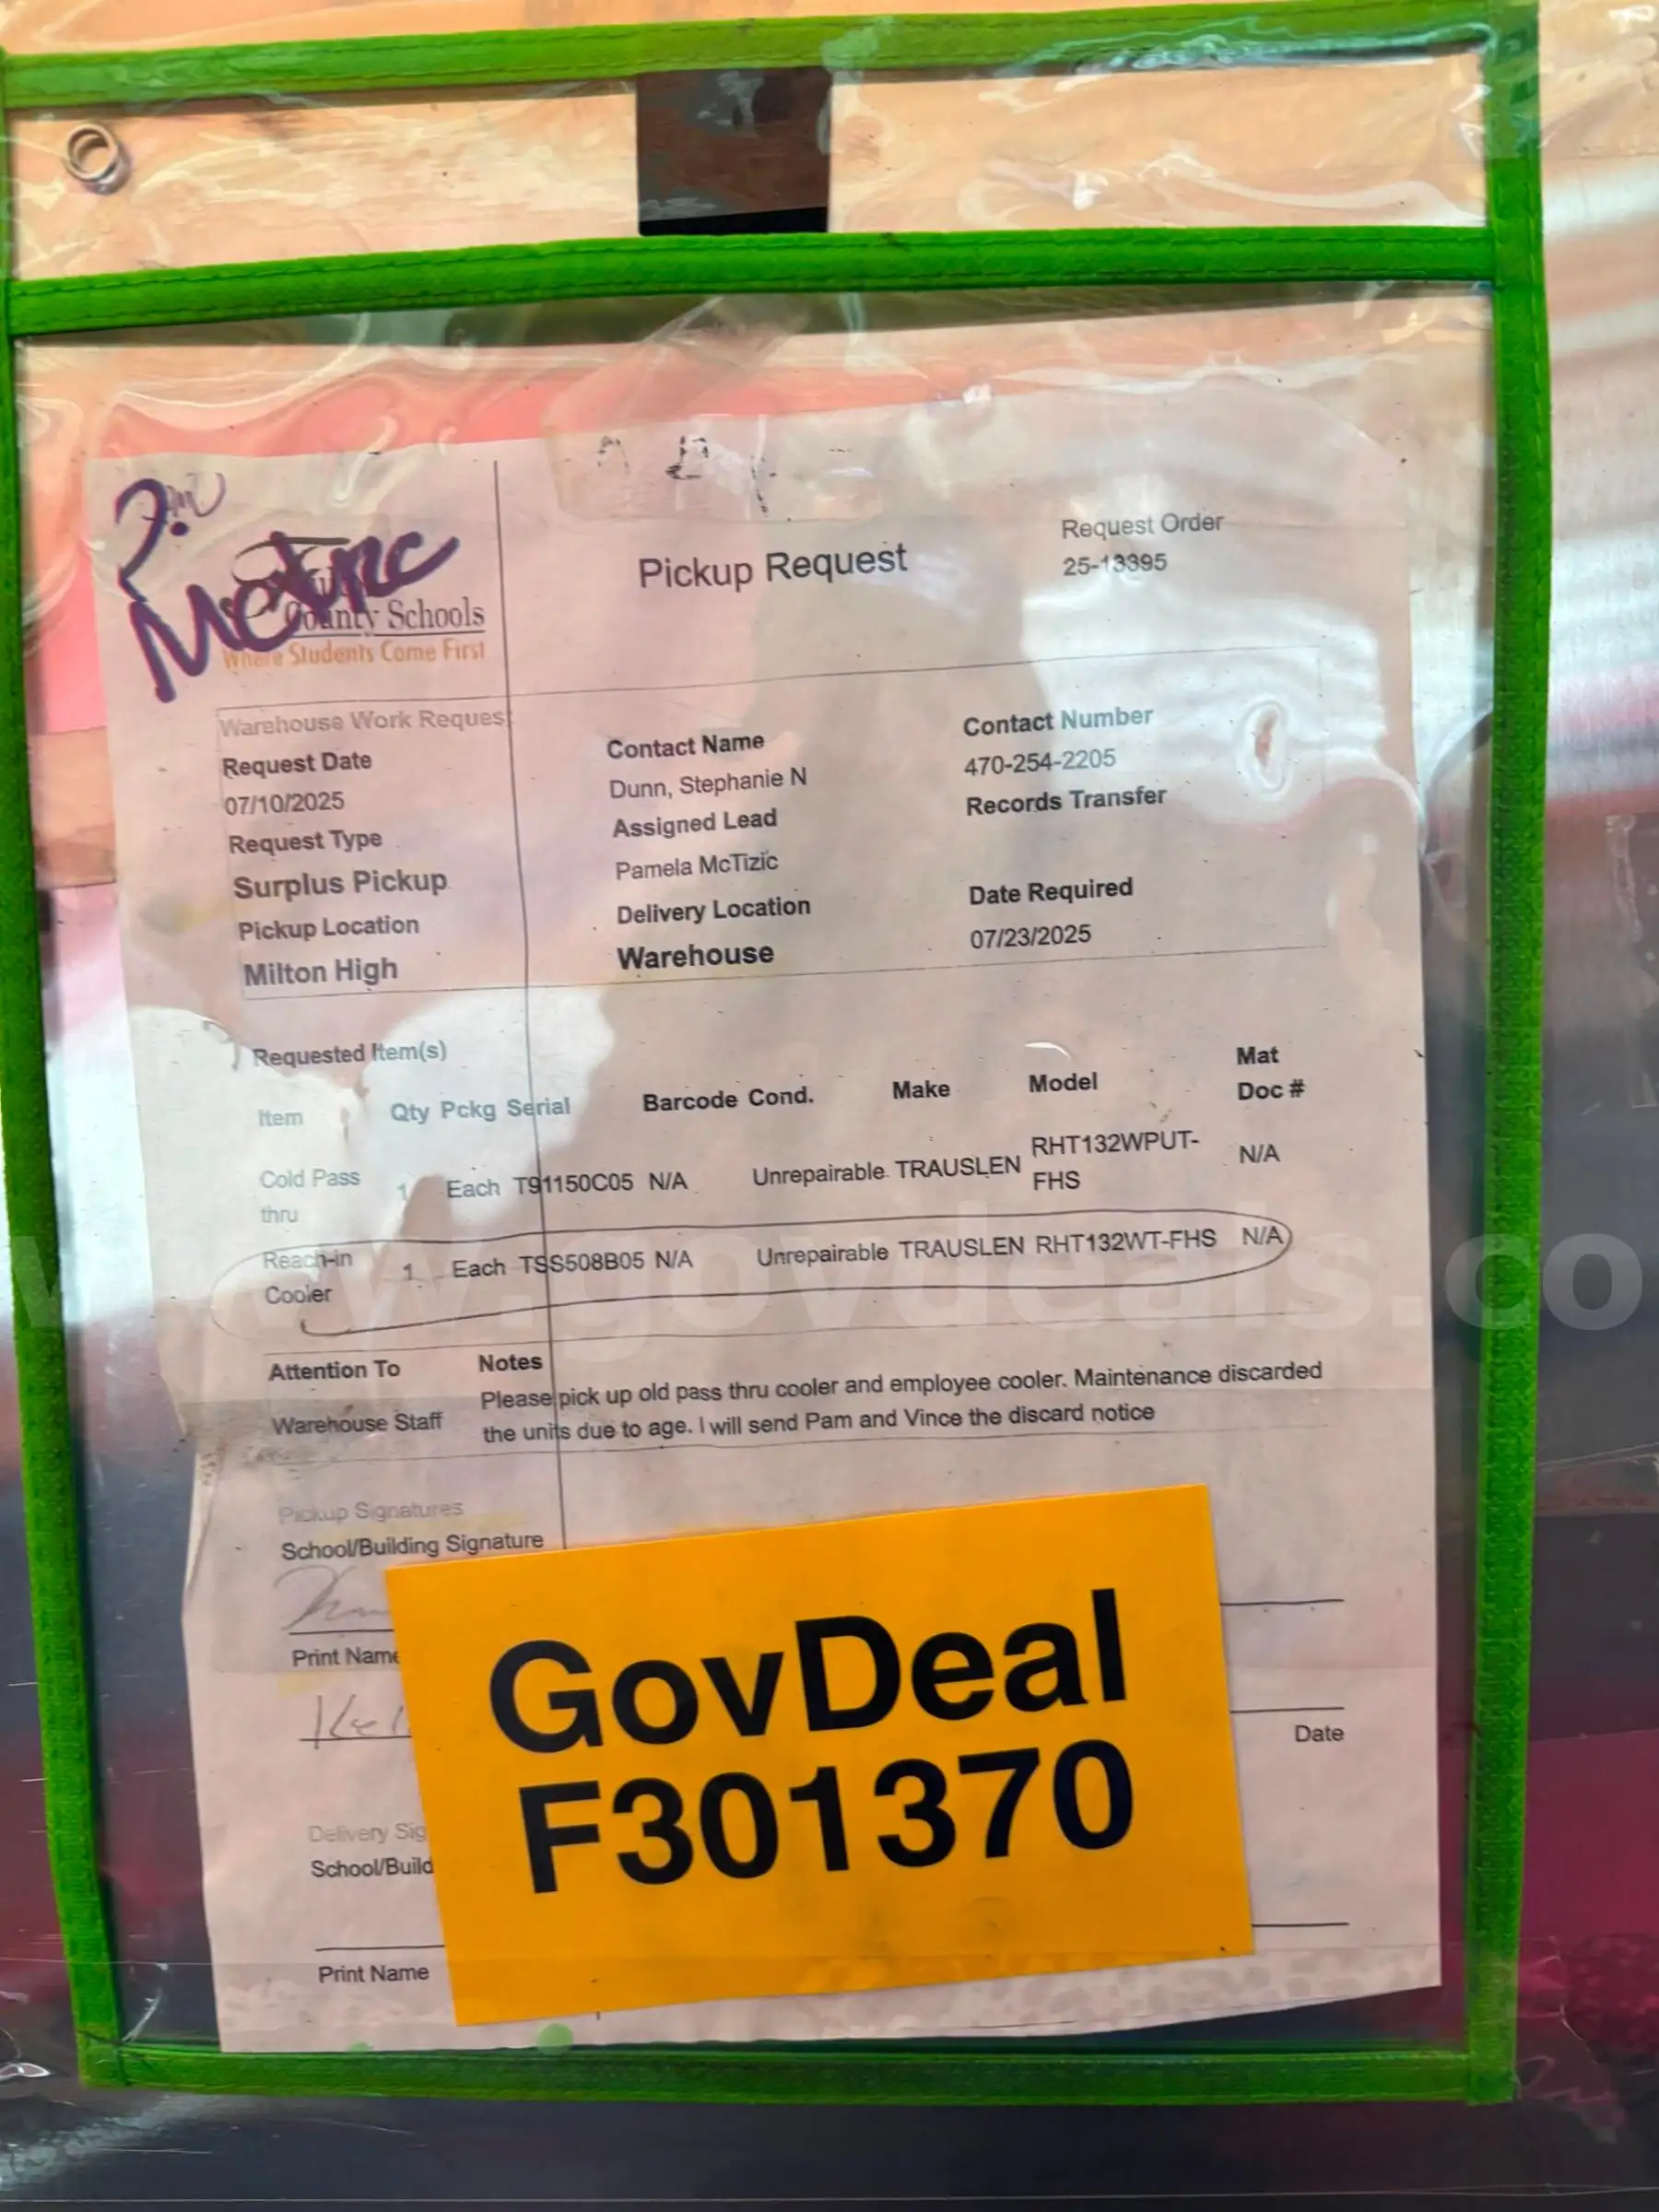 Pickup Request
Request Order
25-13395
County Schools
Where Students Come First
Warehouse Work Request
Request Date
07/10/2025
Request Type
Surplus Pickup
Pickup Location
Milton High
Contact Name
Dunn, Stephanie N
Assigned Lead
Pamela McTizic
Delivery Location
Warehouse
Contact Number
470-254-2205
Records Transfer
Date Required
07/23/2025
Requested Item(s)
Item Qty Pckg Serial Barcode Cond. Make Model Mat Doc #
Cold Pass thru 1 Each T91150C05 N/A Unrepairable TRAUSLEN RHT132WPUT-FHS N/A
Reach-in Cooler 1 Each TSS508B05 N/A Unrepairable TRAUSLEN RHT132WT-FHS N/A
www.govdeals.co
Attention To Notes
Warehouse Staff
Please pick up old pass thru cooler and employee cooler. Maintenance discarded
the units due to age. I will send Pam and Vince the discard notice
Pickup Signatures
School/Building Signature
Print Name
Kel
Date
Delivery Sig
School/Build
Print Name
GovDeal
F301370